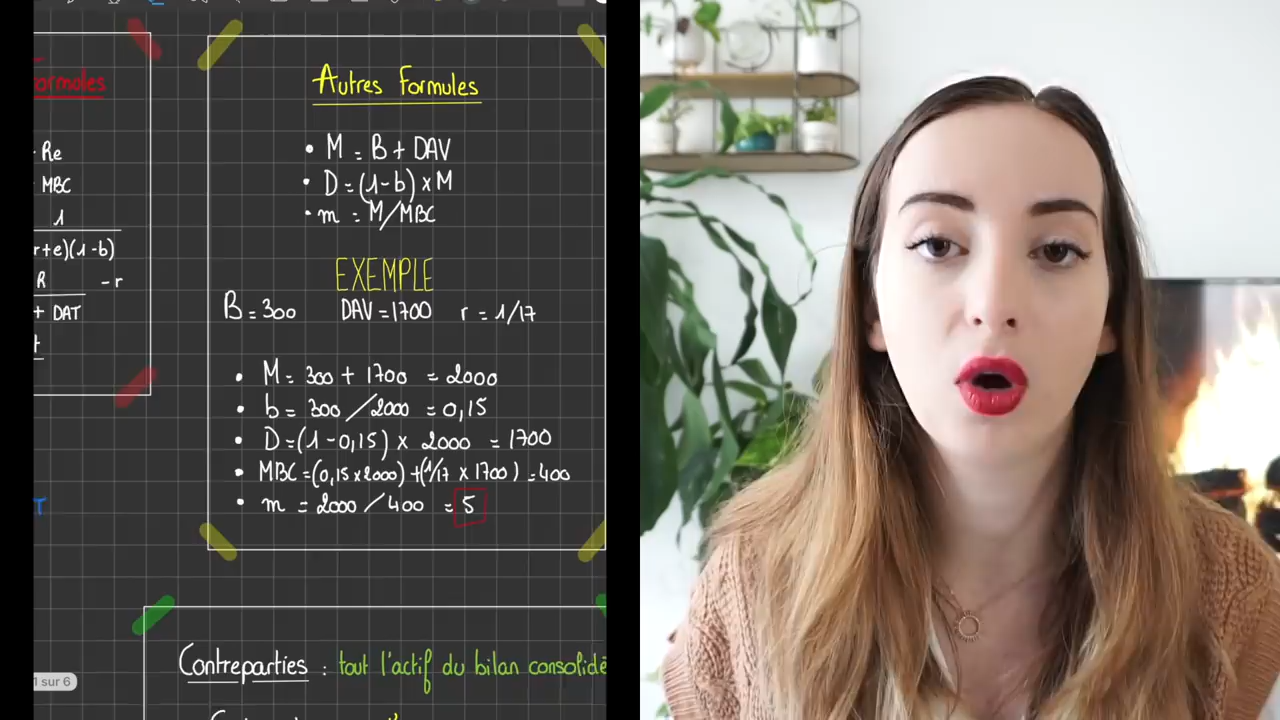 ormoles
Re
MBC
1
r+e)(1-b)
R - r
+ DAT
t
Autres Formules
• M = B + DAV
• D = (1-b) x M
• m = M/MBC
EXEMPLE
B = 300 DAV = 1700 r = 1/17
• M = 300 + 1700 = 2000
• b = 300 / 2000 = 0,15
• D = (1-0,15) x 2000 = 1700
• MBC = (0,15 x 2000) + (1/17 x 1700) = 400
• m = 2000 / 400 = 5
T
Contreparties : tout l'actif du bilan consolidé
1 sur 6